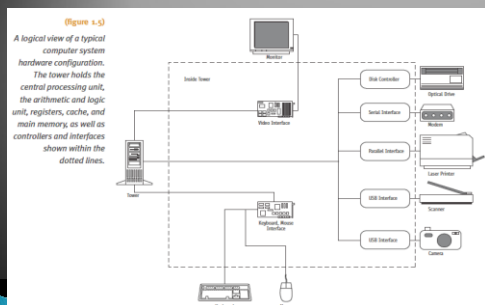 (figure 1.5)
A logical view of a typical
computer system
hardware configuration.
The tower holds the
central processing unit,
the arithmetic and logic
unit, registers, cache, and
main memory, as well as
controllers and interfaces
shown within the
dotted lines.
Monitor
Inside Tower
Disk Controller
Optical Drive
Serial Interface
Modem
Video Interface
Parallel Interface
Laser Printer
Tower
USB Interface
Scanner
Keyboard, Mouse
Interface
USB Interface
Camera